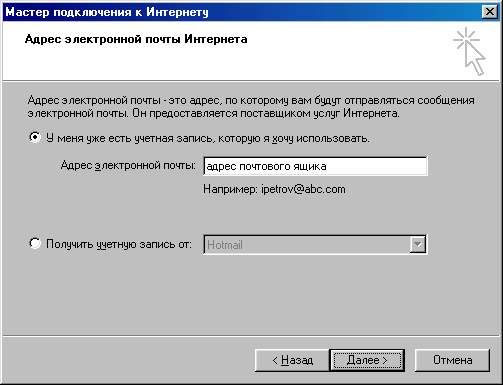 Мастер подключения к Интернету
Адрес электронной почты Интернета
Адрес электронной почты - это адрес, по которому вам будут отправляться сообщения
электронной почты. Он предоставляется поставщиком услуг Интернета.
У меня уже есть учетная запись, которую я хочу использовать.
Адрес электронной почты: адрес почтового ящика
Например: ipetrov@abc.com
Получить учетную запись от: Hotmail
< Назад Далее > Отмена